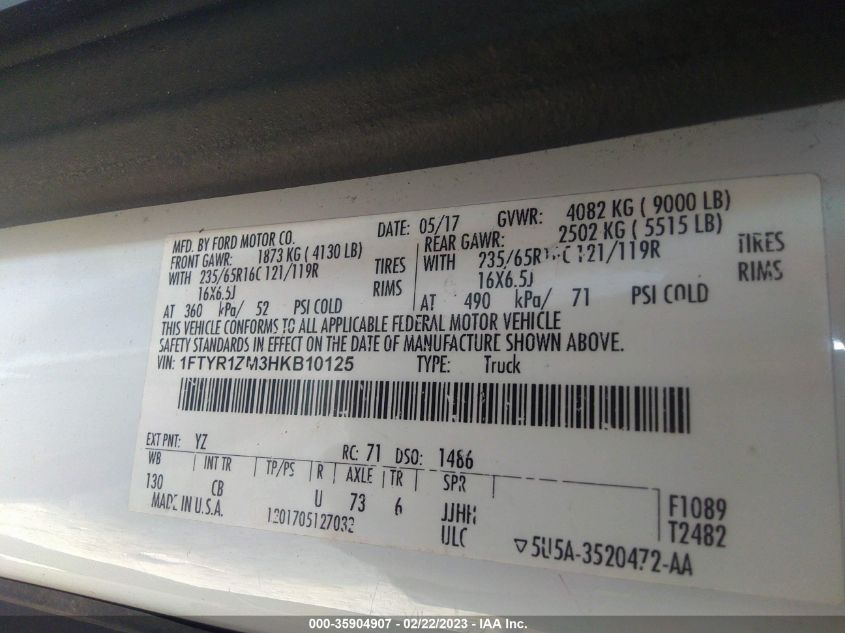 MFD. BY FORD MOTOR CO. DATE: 05/17 GVWR: 4082 KG ( 9000 LB)
FRONT GAWR: 1873 KG ( 4130 LB) REAR GAWR: 2502 KG ( 5515 LB)
WITH 235/65R16C 121/119R TIRES WITH 235/65R16C 121/119R TIRES
16X6.5J RIMS 16X6.5J RIMS
AT 360 kPa/ 52 PSI COLD AT 490 kPa/ 71 PSI COLD
THIS VEHICLE CONFORMS TO ALL APPLICABLE FEDERAL MOTOR VEHICLE
SAFETY STANDARDS IN EFFECT ON THE DATE OF MANUFACTURE SHOWN ABOVE.
VIN: 1FTYR1ZM3HKB10125 TYPE: Truck
EXT PNT: YZ RC: 71 DSO: 1486
WB INT TR TP/PS R AXLE TR SPR
130 CB U 73 6 JJHH F1089
MADE IN U.S.A. 1201705127032 ULC T2482
▽5U5A-3520472-AA
000-35904907 - 02/22/2023 - IAA, Inc.